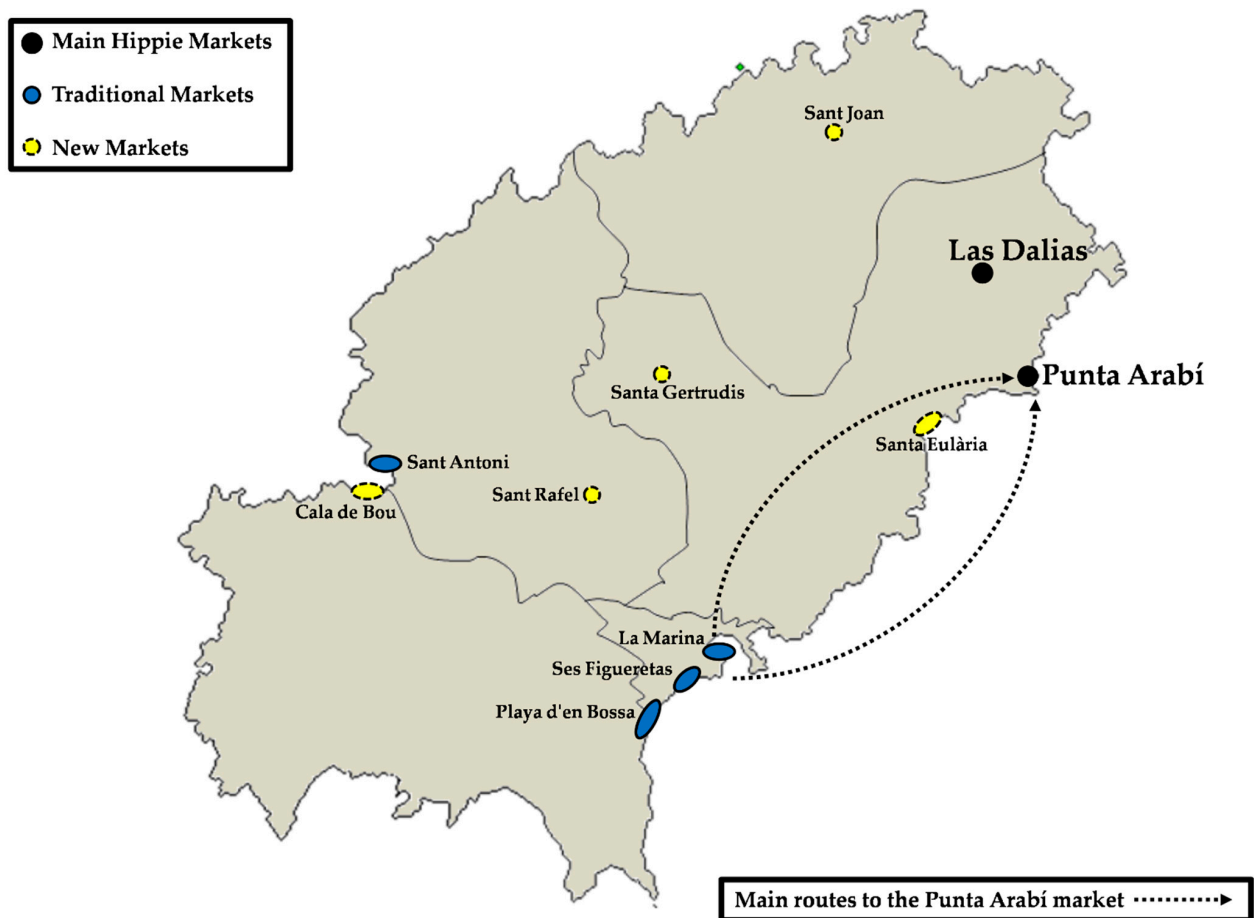 Main Hippie Markets
Traditional Markets
New Markets
Sant Joan
Las Dalias
Punta Arabí
Santa Gertrudis
Santa Eulària
Sant Antoni
Sant Rafel
Cala de Bou
La Marina
Ses Figueretas
Playa d'en Bossa
Main routes to the Punta Arabí market